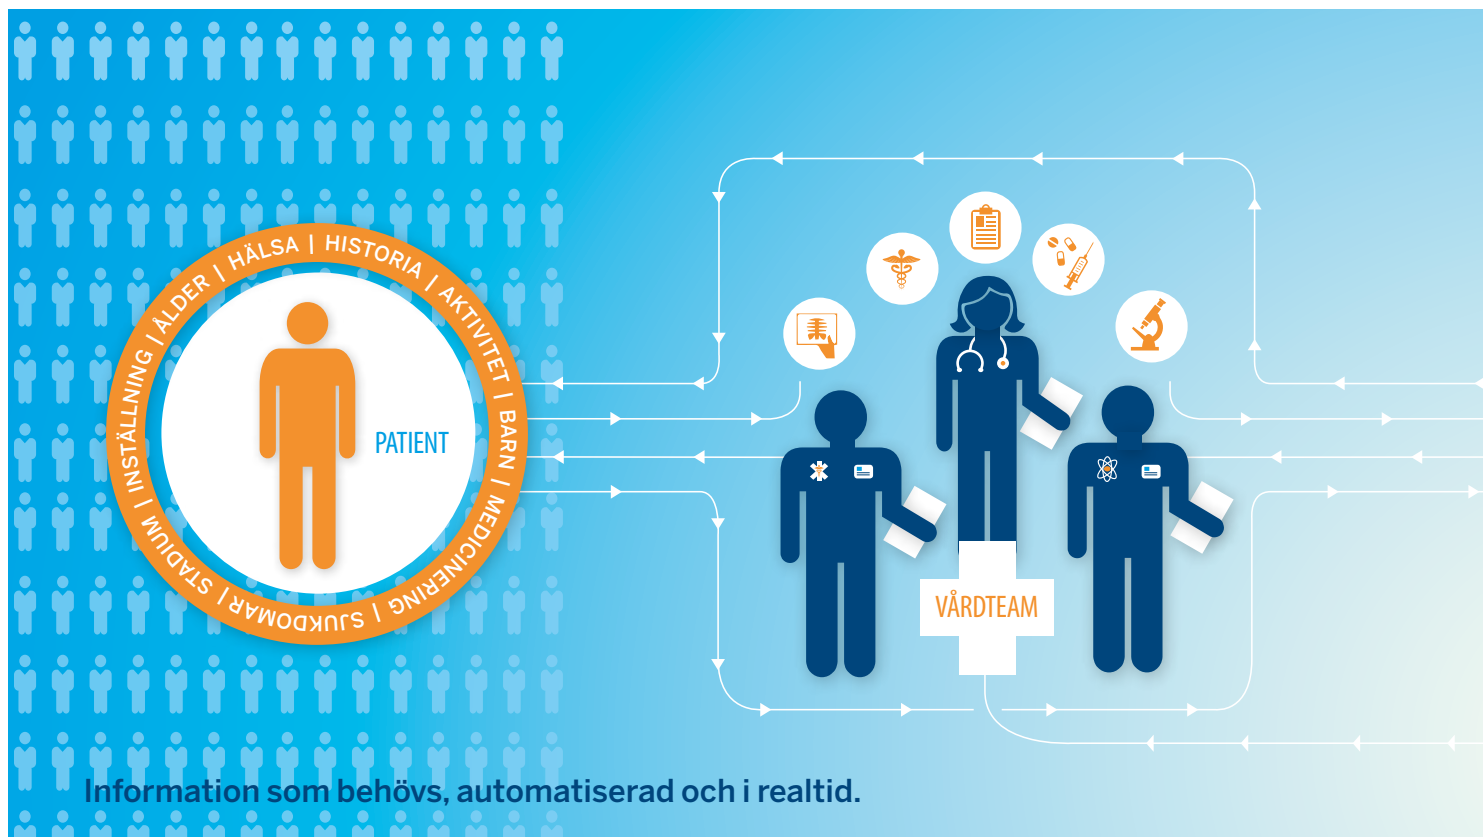 INSTÄLLNING | ÅLDER | HÄLSA | HISTORIA | AKTIVITET | BARN | MEDICINERING | SJUKDOMAR | STADIUM |
PATIENT
VÅRDTEAM
Information som behövs, automatiserad och i realtid.